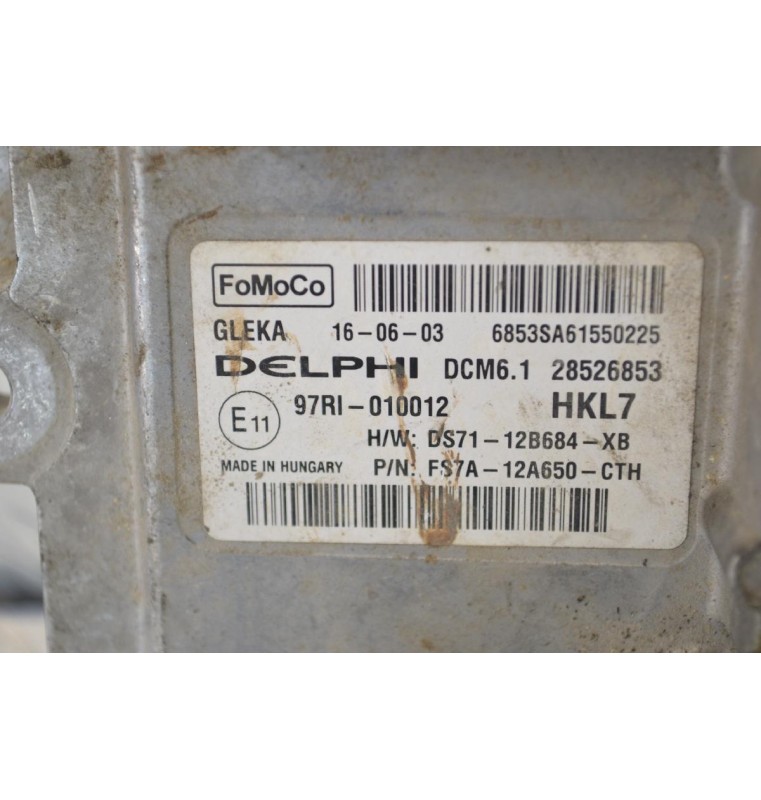 FoMoCo
GLEKA 16-06-03 6853SA61550225
DELPHI DCM6.1 28526853
E11 97RI-010012 HKL7
H/W: DS71-12B684-XB
MADE IN HUNGARY P/N: FS7A-12A650-CTH